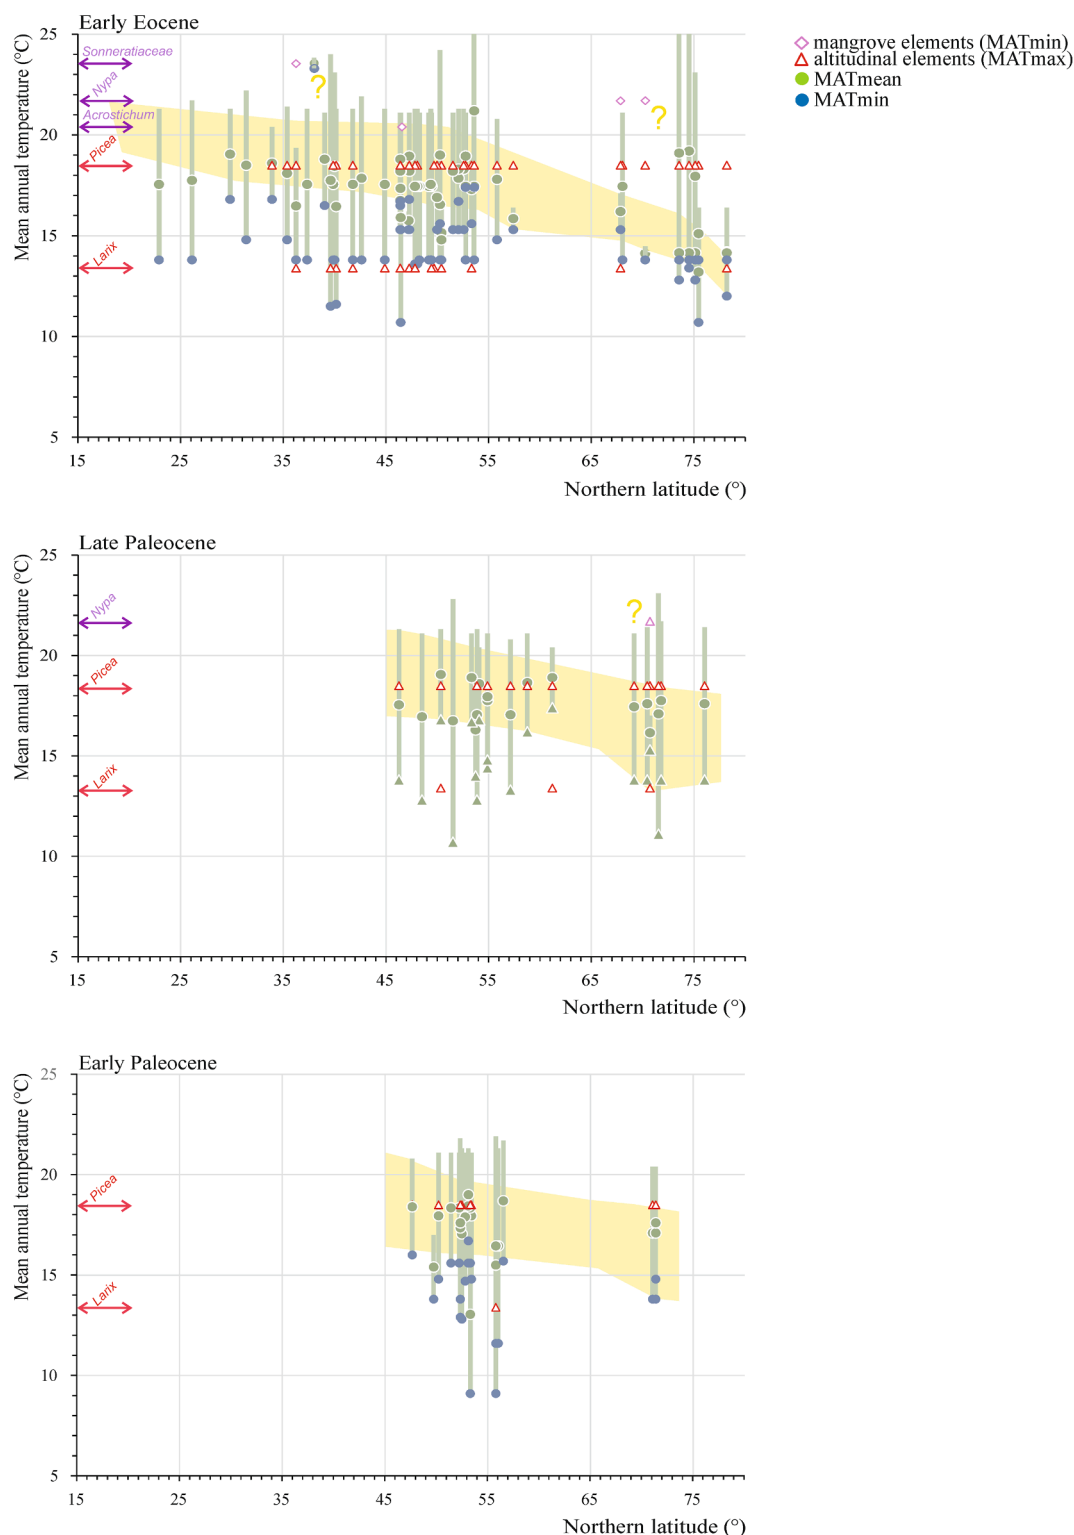 Early Eocene
mangrove elements (MATmin)
altitudinal elements (MATmax)
MATmean
MATmin
Mean annual temperature (°C)
25
20
15
10
5
Sonneratiaceae
Nypa
Acrostichum
Picea
Larix
?
?
15 25 35 45 55 65 75
Northern latitude (°)
Late Paleocene
Mean annual temperature (°C)
25
20
15
10
5
Nypa
Picea
Larix
?
15 25 35 45 55 65 75
Northern latitude (°)
Early Paleocene
Mean annual temperature (°C)
25
20
15
10
5
Picea
Larix
15 25 35 45 55 65 75
Northern latitude (°)